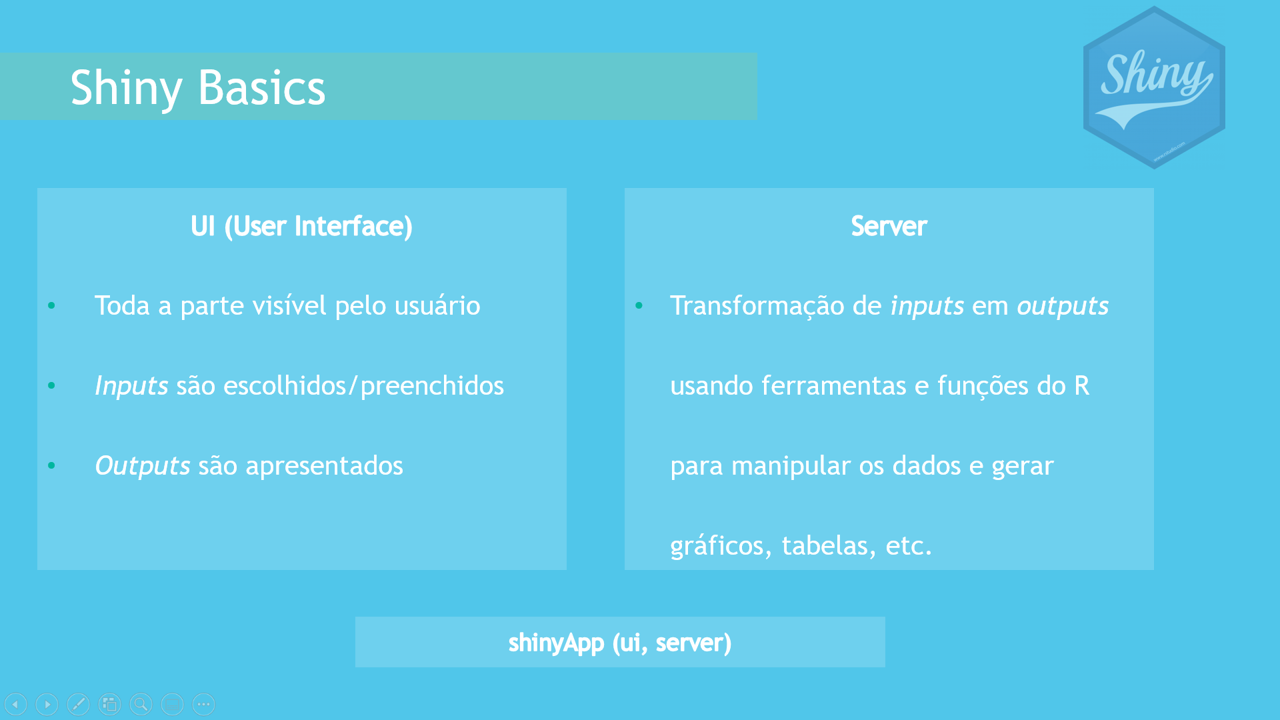 Shiny Basics
Shiny
UI (User Interface)
• Toda a parte visível pelo usuário
• Inputs são escolhidos/preenchidos
• Outputs são apresentados
Server
• Transformação de inputs em outputs
usando ferramentas e funções do R
para manipular os dados e gerar
gráficos, tabelas, etc.
shinyApp (ui, server)